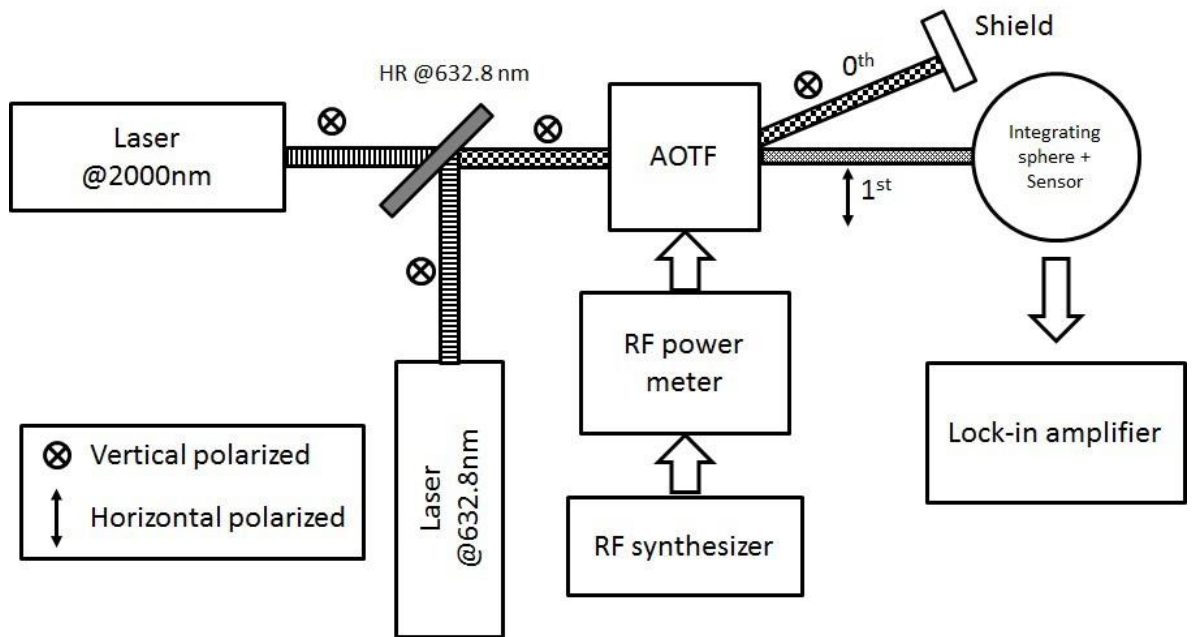 Shield
HR @632.8 nm
0th
Laser
@2000nm
AOTF
Integrating
sphere +
Sensor
1st
RF power
meter
Lock-in amplifier
Vertical polarized
Horizontal polarized
Laser
@632.8nm
RF synthesizer